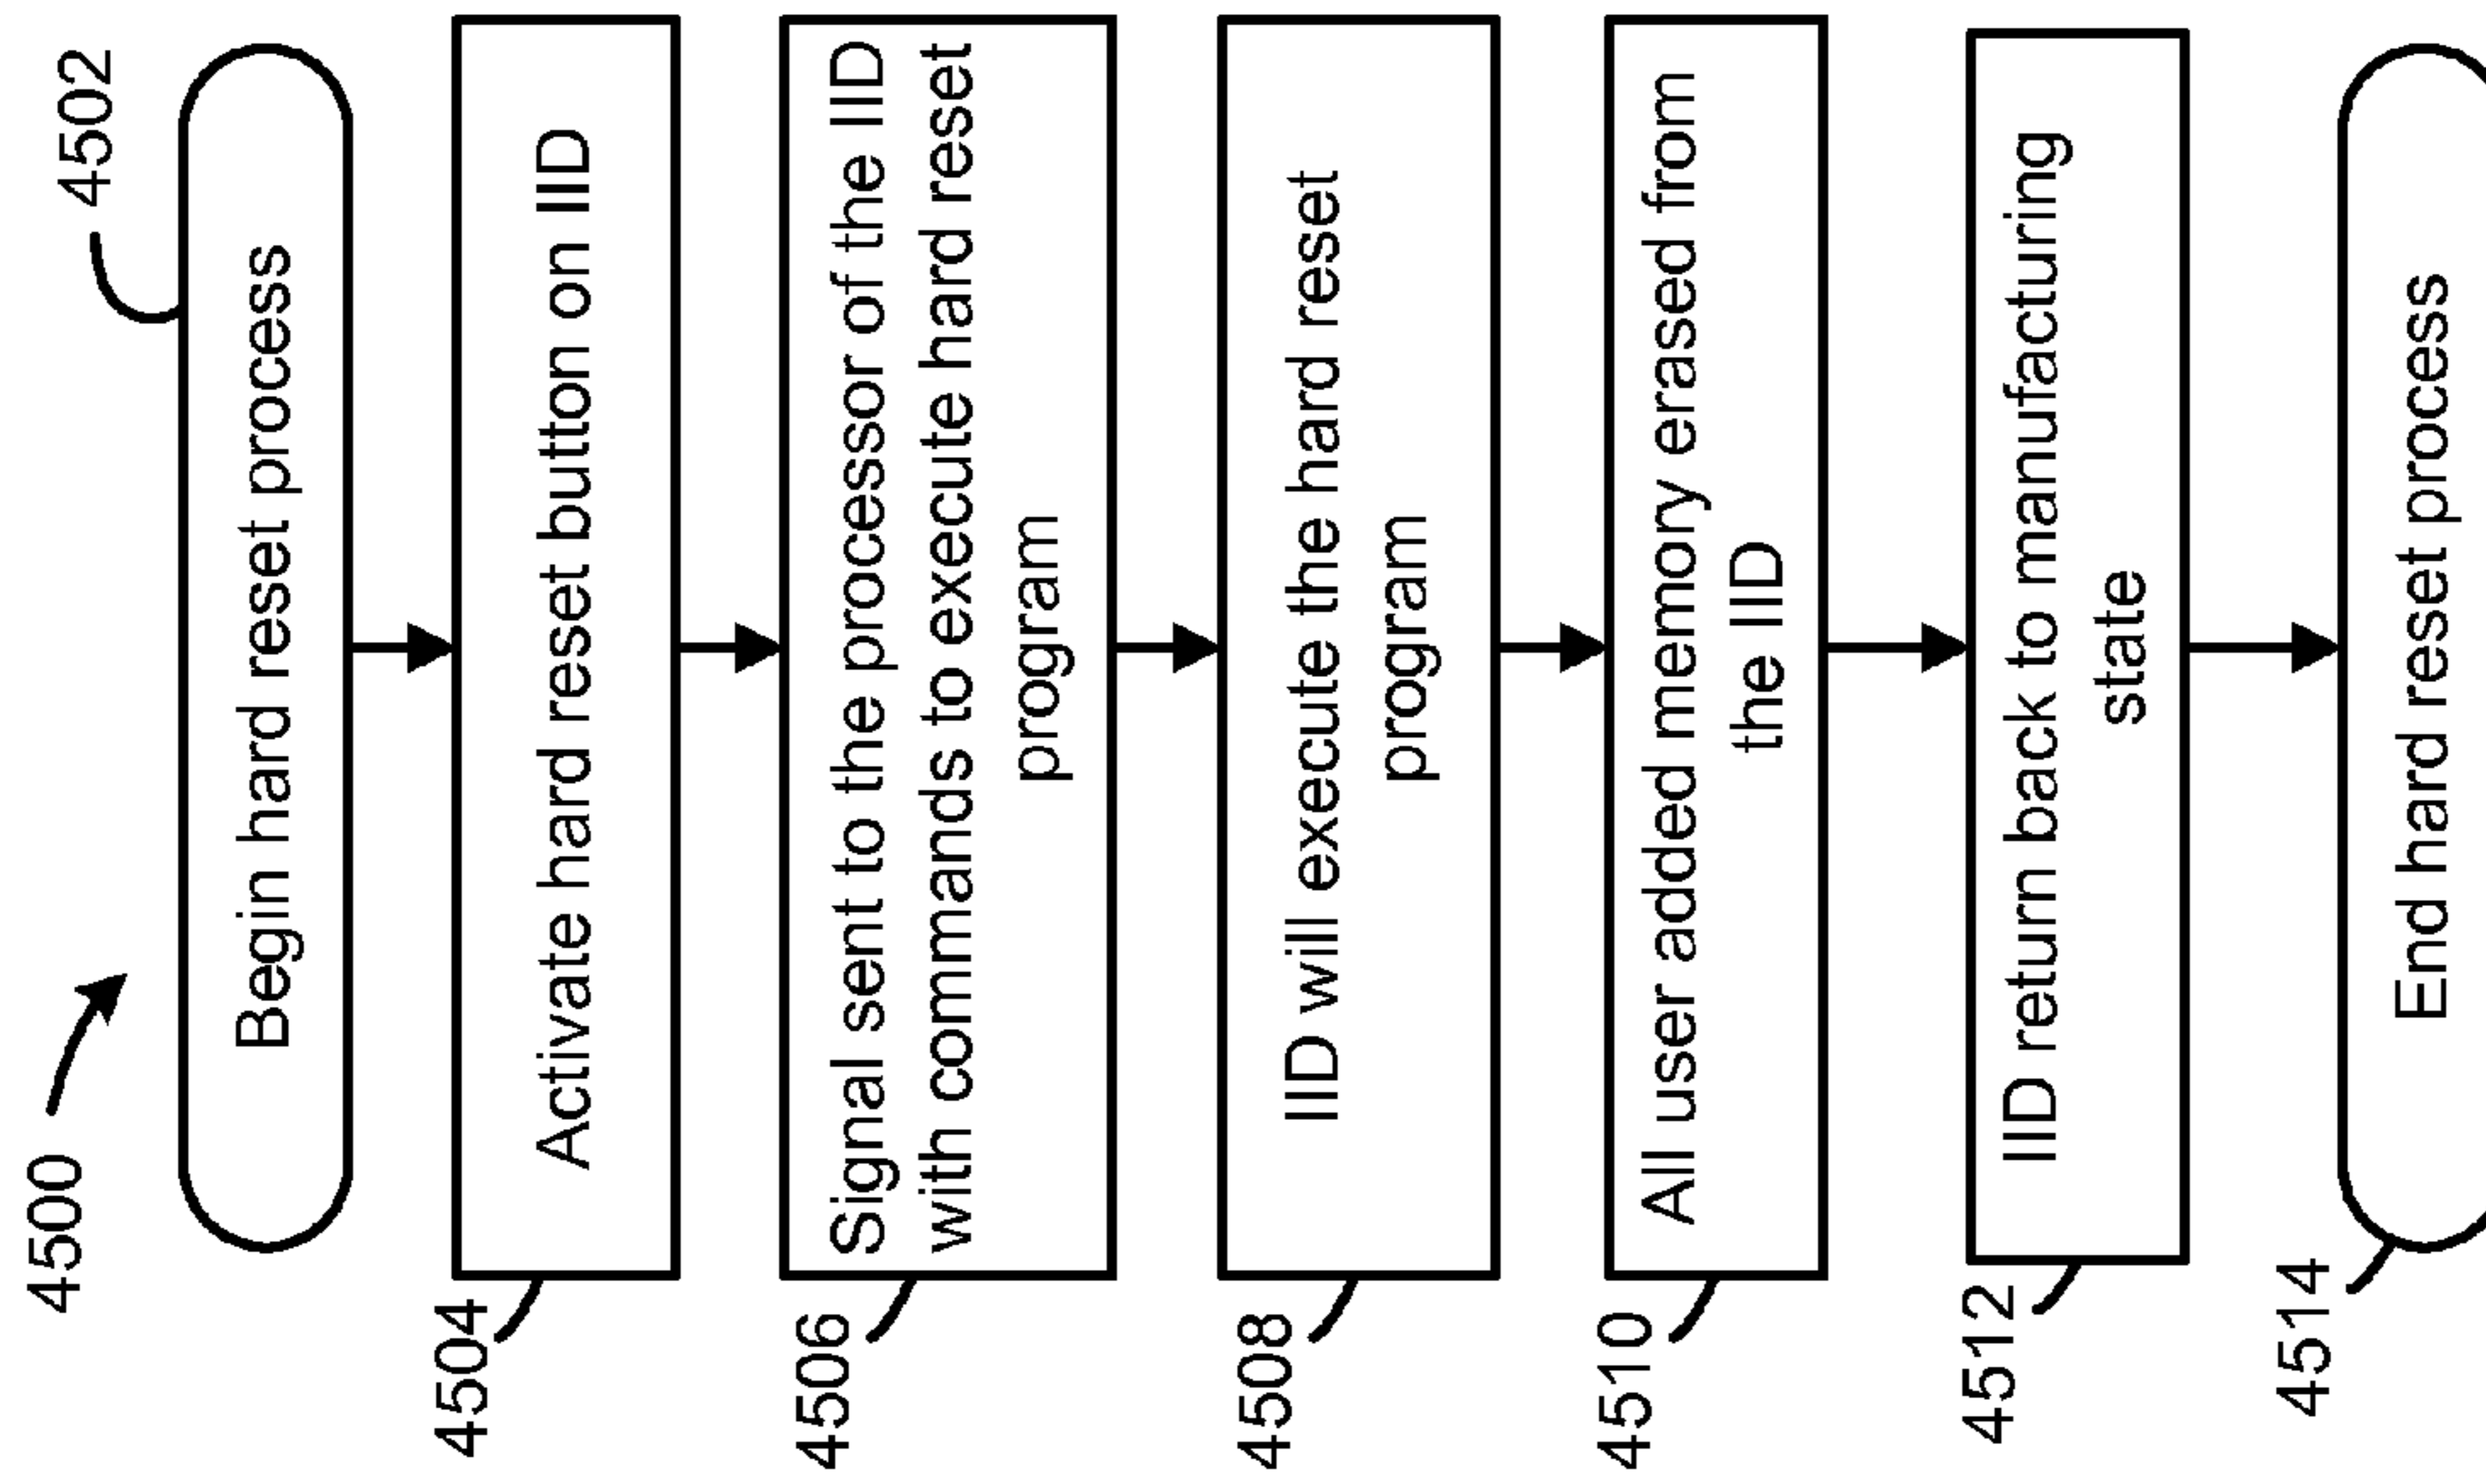 4500
4502
Begin hard reset process
4504
Activate hard reset button on IID
4506
Signal sent to the processor of the IID
with commands to execute hard reset
program
4508
IID will execute the hard reset
program
4510
All user added memory erased from
the IID
4512
IID return back to manufacturing
state
4514
End hard reset process